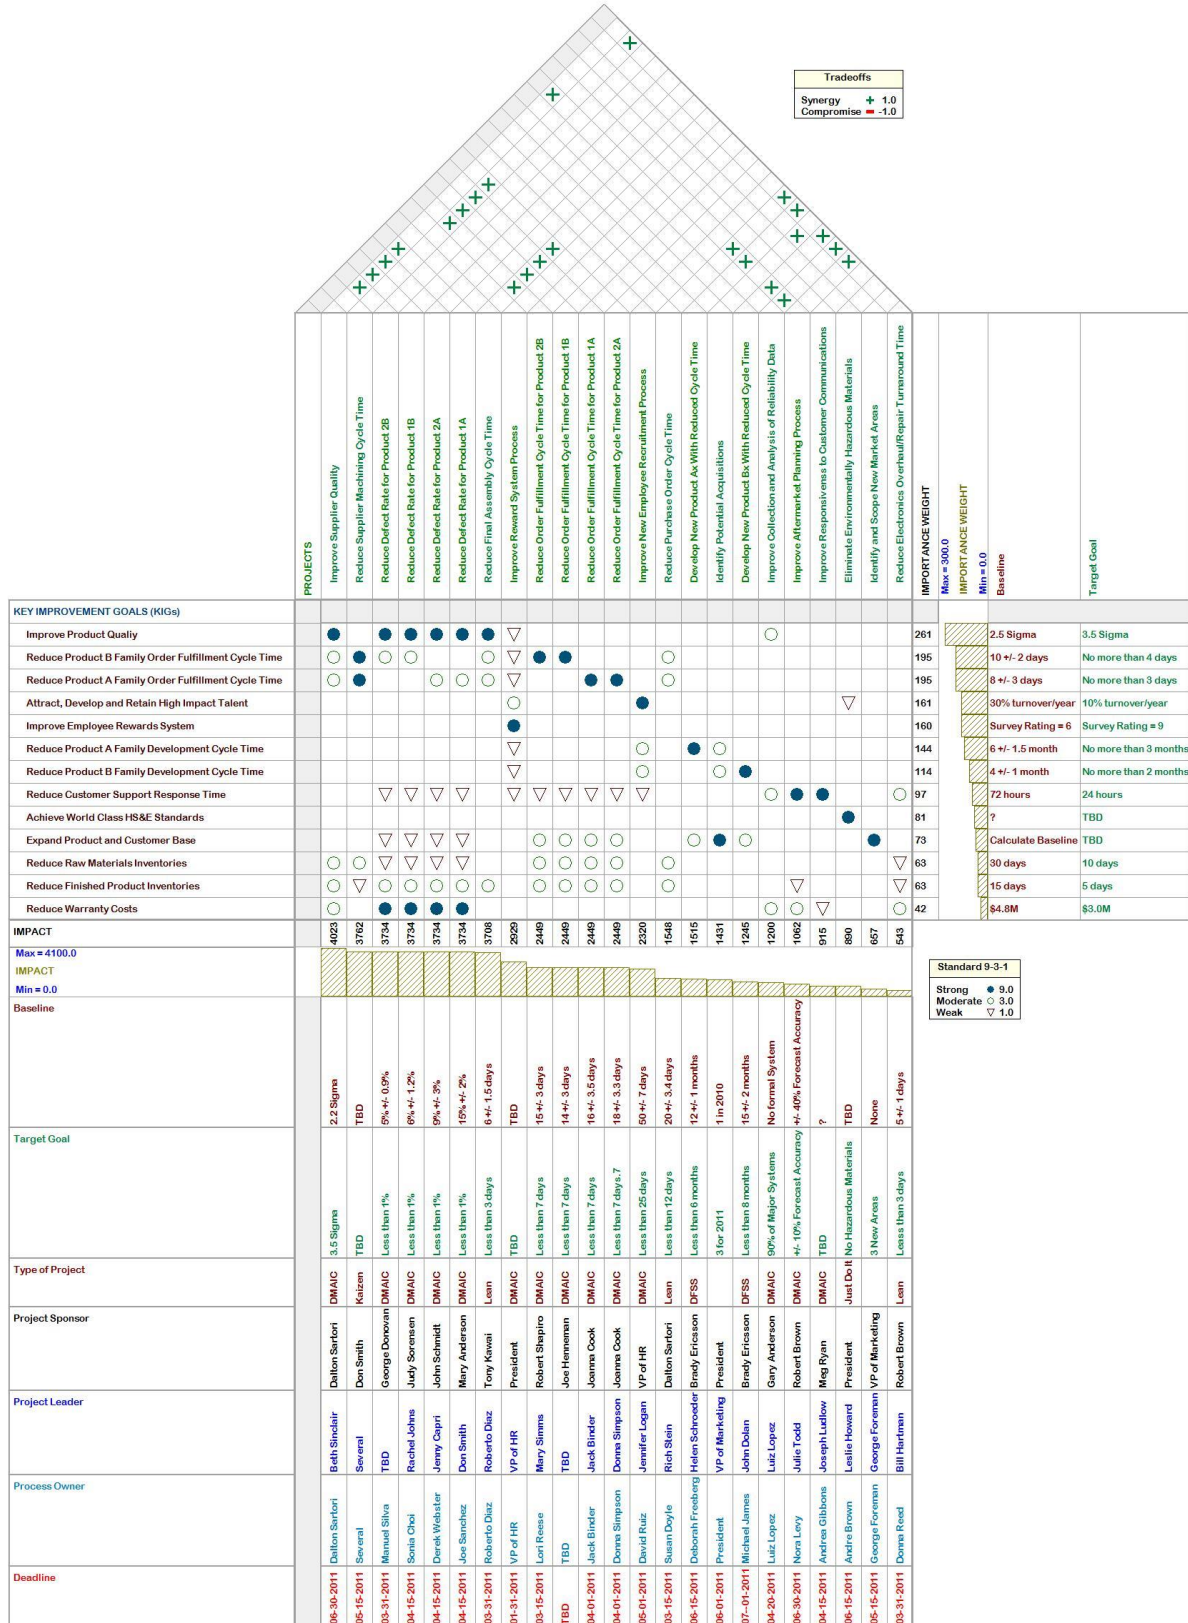 Tradeoffs
Synergy + 1.0
Compromise -1.0
PROJECTS
Improve Supplier Quality
Reduce Supplier Machining Cycle Time
Reduce Defect Rate for Product 2B
Reduce Defect Rate for Product 1B
Reduce Defect Rate for Product 2A
Reduce Defect Rate for Product 1A
Reduce Final Assembly Cycle Time
Improve Reward System Process
Reduce Order Fulfillment Cycle Time for Product 2B
Reduce Order Fulfillment Cycle Time for Product 1B
Reduce Order Fulfillment Cycle Time for Product 1A
Reduce Order Fulfillment Cycle Time for Product 2A
Improve New Employee Recruitment Process
Reduce Purchase Order Cycle Time
Develop New Product Ax With Reduced Cycle Time
Identify Potential Acquisitions
Develop New Product Bx With Reduced Cycle Time
Improve Collection and Analysis of Reliability Data
Improve Aftermarket Planning Process
Improve Responsivenss to Customer Communications
Eliminate Environmentally Hazardous Materials
Identify and Scope New Market Areas
Reduce Electronics Overhaul/Repair Turnaround Time
IMPORTANCE WEIGHT
Max = 300.0
IMPORTANCE WEIGHT
Min = 0.0
Baseline
Target Goal
KEY IMPROVEMENT GOALS (KIGs)
Improve Product Qualiy 261 2.5 Sigma 3.5 Sigma
Reduce Product B Family Order Fulfillment Cycle Time 195 10 +/- 2 days No more than 4 days
Reduce Product A Family Order Fulfillment Cycle Time 195 8 +/- 3 days No more than 3 days
Attract, Develop and Retain High Impact Talent 161 30% turnover/year 10% turnover/year
Improve Employee Rewards System 160 Survey Rating = 6 Survey Rating = 9
Reduce Product A Family Development Cycle Time 144 6 +/- 1.5 month No more than 3 months
Reduce Product B Family Development Cycle Time 114 4 +/- 1 month No more than 2 months
Reduce Customer Support Response Time 97 72 hours 24 hours
Achieve World Class HS&E Standards 81 ? TBD
Expand Product and Customer Base 73 Calculate Baseline TBD
Reduce Raw Materials Inventories 63 30 days 10 days
Reduce Finished Product Inventories 63 15 days 5 days
Reduce Warranty Costs 42 $4.8M $3.0M
IMPACT 4023 3762 3734 3734 3734 3734 3708 2929 2449 2449 2449 2449 2320 1548 1515 1431 1245 1200 1062 915 890 657 543
Max = 4100.0
IMPACT
Min = 0.0
Standard 9-3-1
Strong 9.0
Moderate 3.0
Weak 1.0
Baseline
2.2 Sigma
TBD
5% +/- 0.9%
6% +/- 1.2%
9% +/- 3%
15% +/- 2%
6 +/- 1.5 days
TBD
15 +/- 3 days
14 +/- 3 days
16 +/- 3.5 days
18 +/- 3.3 days
50 +/- 7 days
20 +/- 3.4 days
12 +/- 1 months
1 in 2010
15 +/- 2 months
No formal System
+/- 40% Forecast Accuracy
?
TBD
None
5 +/- 1 days
Target Goal
3.5 Sigma
TBD
Less than 1%
Less than 1%
Less than 1%
Less than 1%
Less than 3 days
TBD
Less than 7 days
Less than 7 days
Less than 7 days
Less than 7 days.7
Less than 25 days
Less than 12 days
Less than 6 months
3 for 2011
Less than 8 months
90% of Major Systems
+/- 10% Forecast Accuracy
TBD
No Hazardous Materials
3 New Areas
Leass than 3 days
Type of Project
DMAIC
Kaizen
DMAIC
DMAIC
DMAIC
DMAIC
Lean
DMAIC
DMAIC
DMAIC
DMAIC
DMAIC
DMAIC
Lean
DFSS
DFSS
DMAIC
DMAIC
DMAIC
Just Do It
Lean
Project Sponsor
Dalton Sartori
Don Smith
George Donovan
Judy Sorensen
John Schmidt
Mary Anderson
Tony Kawai
President
Robert Shapiro
Joe Henneman
Joanna Cook
Joanna Cook
VP of HR
Dalton Sartori
Brady Ericsson
President
Brady Ericsson
Gary Anderson
Robert Brown
Meg Ryan
President
VP of Marketing
Robert Brown
Project Leader
Beth Sinclair
Several
TBD
Rachel Johns
Jenny Capri
Don Smith
Roberto Diaz
VP of HR
Mary Simms
TBD
Jack Binder
Donna Simpson
Jennifer Logan
Rich Stein
Helen Schroeder
VP of Marketing
John Dolan
Luiz Lopez
Julie Todd
Joseph Ludlow
Leslie Howard
George Foreman
Bill Hartman
Process Owner
Dalton Sartori
Several
Manuel Silva
Sonia Choi
Derek Webster
Joe Sanchez
Roberto Diaz
VP of HR
Lori Reese
TBD
Jack Binder
Donna Simpson
David Ruiz
Susan Doyle
Deborah Freeberg
President
Michael James
Luiz Lopez
Nora Levy
Andrea Gibbons
Andre Brown
George Foreman
Donna Reed
Deadline
06-30-2011
05-15-2011
03-31-2011
04-15-2011
04-15-2011
04-15-2011
03-31-2011
01-31-2011
03-15-2011
TBD
04-01-2011
04-01-2011
05-01-2011
03-15-2011
06-15-2011
06-01-2011
07--01-2011
04-20-2011
06-30-2011
04-15-2011
06-15-2011
05-15-2011
03-31-2011